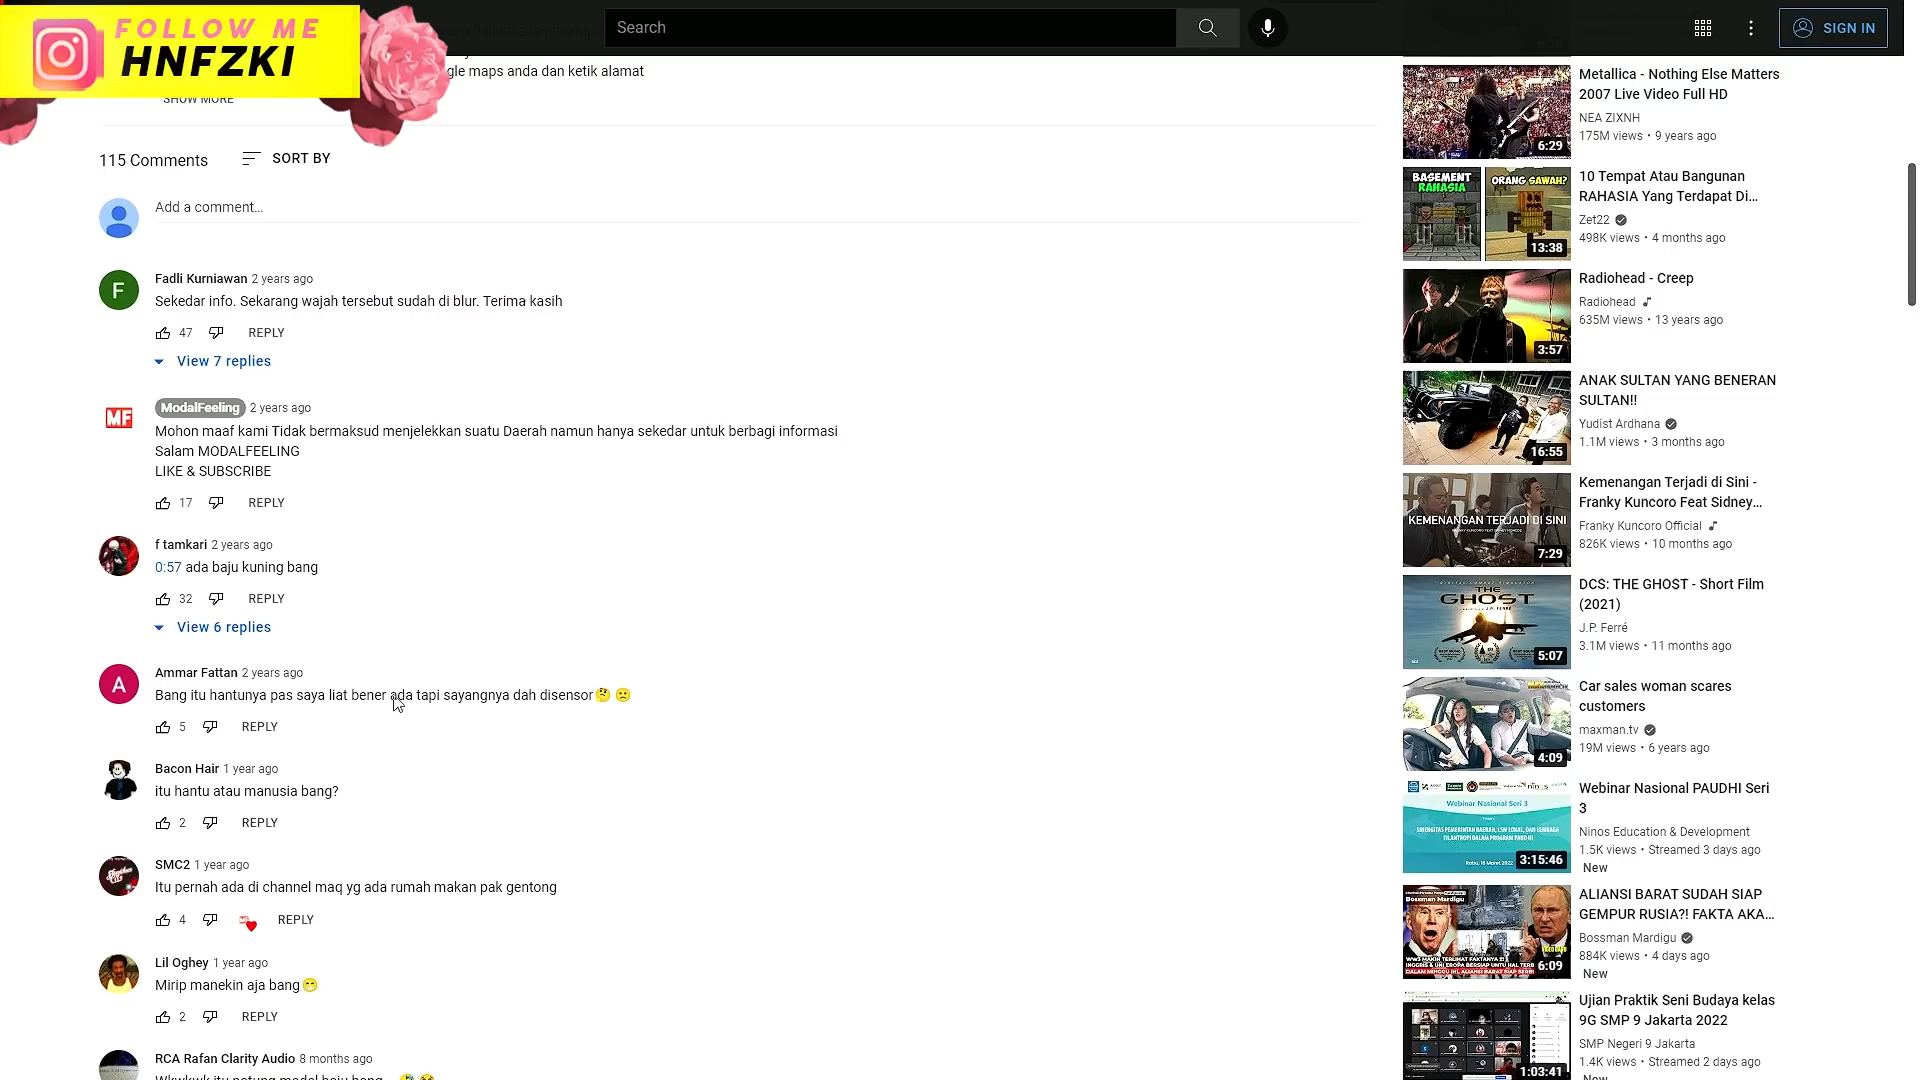 FOLLOW ME
HNFZKI
Search
SIGN IN
gle maps anda dan ketik alamat
SHOW MORE
115 Comments
SORT BY
Add a comment...
Fadli Kurniawan 2 years ago
Sekedar info. Sekarang wajah tersebut sudah di blur. Terima kasih
47 REPLY
View 7 replies
MF
ModalFeeling 2 years ago
Mohon maaf kami Tidak bermaksud menjelekkan suatu Daerah namun hanya sekedar untuk berbagi informasi
Salam MODALFEELING
LIKE & SUBSCRIBE
17 REPLY
f tamkari 2 years ago
0:57 ada baju kuning bang
32 REPLY
View 6 replies
A
Ammar Fattan 2 years ago
Bang itu hantunya pas saya liat bener ada tapi sayangnya dah disensor🤔 🙁
5 REPLY
Bacon Hair 1 year ago
itu hantu atau manusia bang?
2 REPLY
SMC2 1 year ago
Itu pernah ada di channel maq yg ada rumah makan pak gentong
4 REPLY
Lil Oghey 1 year ago
Mirip manekin aja bang😁
2 REPLY
RCA Rafan Clarity Audio 8 months ago
F
Metallica - Nothing Else Matters
2007 Live Video Full HD
NEA ZIXNH
175M views • 9 years ago
6:29
BASEMENT
RAHASIA
ORANG SAWAH?
13:38
10 Tempat Atau Bangunan
RAHASIA Yang Terdapat Di...
Zet22
498K views • 4 months ago
Radiohead - Creep
Radiohead
635M views • 13 years ago
3:57
ANAK SULTAN YANG BENERAN
SULTAN!!
Yudist Ardhana
1.1M views • 3 months ago
16:55
KEMENANGAN TERJADI DI SINI
7:29
Kemenangan Terjadi di Sini -
Franky Kuncoro Feat Sidney...
Franky Kuncoro Official
826K views • 10 months ago
THE
GHOST
5:07
DCS: THE GHOST - Short Film
(2021)
J.P. Ferré
3.1M views • 11 months ago
Car sales woman scares
customers
maxman.tv
19M views • 6 years ago
4:09
Webinar Nasional Seri 3
3:15:46
Webinar Nasional PAUDHI Seri
3
Ninos Education & Development
1.5K views • Streamed 3 days ago
New
Bossman Mardigu
6:09
ALIANSI BARAT SUDAH SIAP
GEMPUR RUSIA?! FAKTA AKA...
Bossman Mardigu
884K views • 4 days ago
New
1:03:41
Ujian Praktik Seni Budaya kelas
9G SMP 9 Jakarta 2022
SMP Negeri 9 Jakarta
1.4K views • Streamed 2 days ago